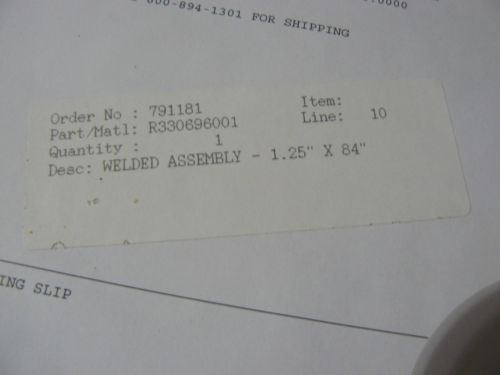 800-894-1301 FOR SHIPPING
Order No : 791181 Item:
Part/Matl: R330696001 Line: 10
Quantity : 1
Desc: WELDED ASSEMBLY - 1.25" X 84"
ING SLIP